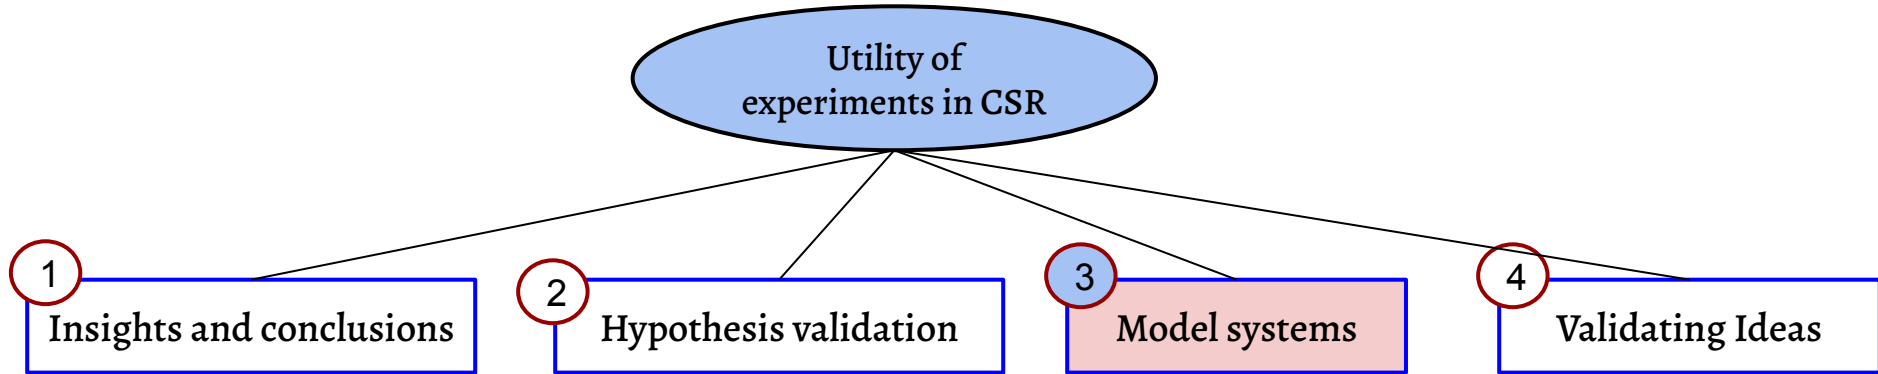 Utility of
experiments in CSR
1
Insights and conclusions
2
Hypothesis validation
3
Model systems
4
Validating Ideas